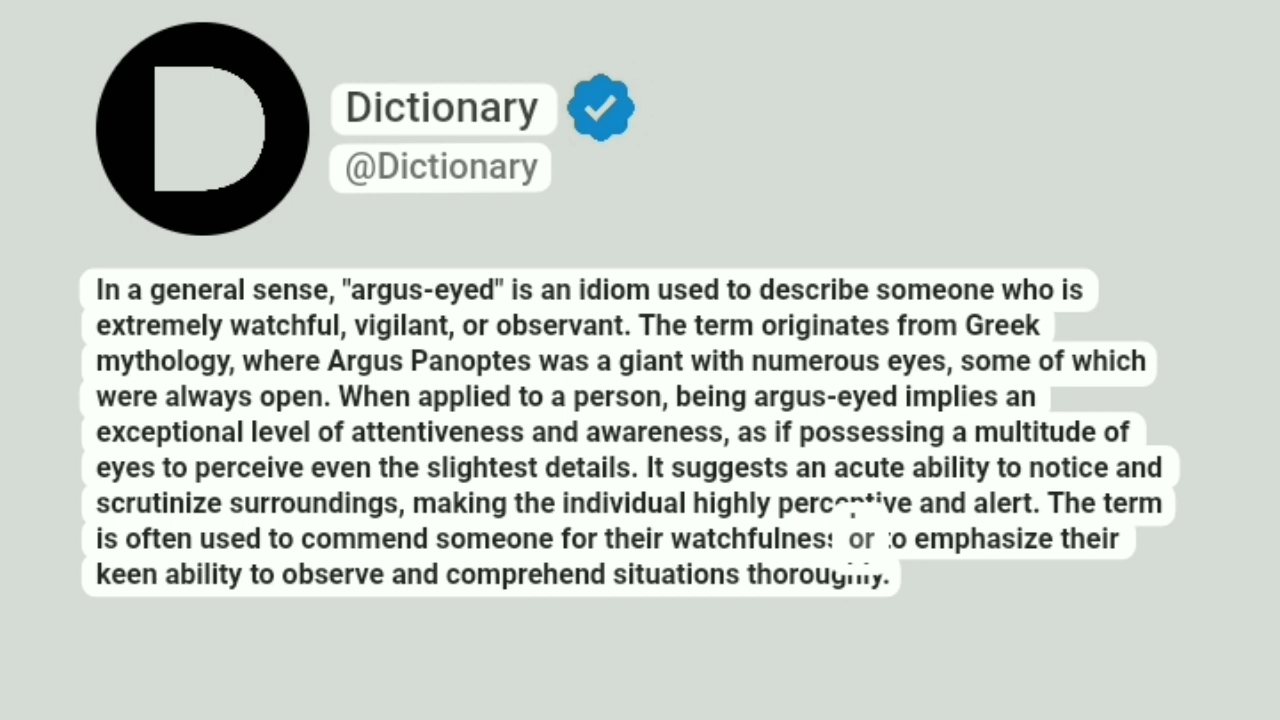 D
Dictionary
@Dictionary
In a general sense, "argus-eyed" is an idiom used to describe someone who is
extremely watchful, vigilant, or observant. The term originates from Greek
mythology, where Argus Panoptes was a giant with numerous eyes, some of which
were always open. When applied to a person, being argus-eyed implies an
exceptional level of attentiveness and awareness, as if possessing a multitude of
eyes to perceive even the slightest details. It suggests an acute ability to notice and
scrutinize surroundings, making the individual highly perceptive and alert. The term
is often used to commend someone for their watchfulness or to emphasize their
keen ability to observe and comprehend situations thoroughly.